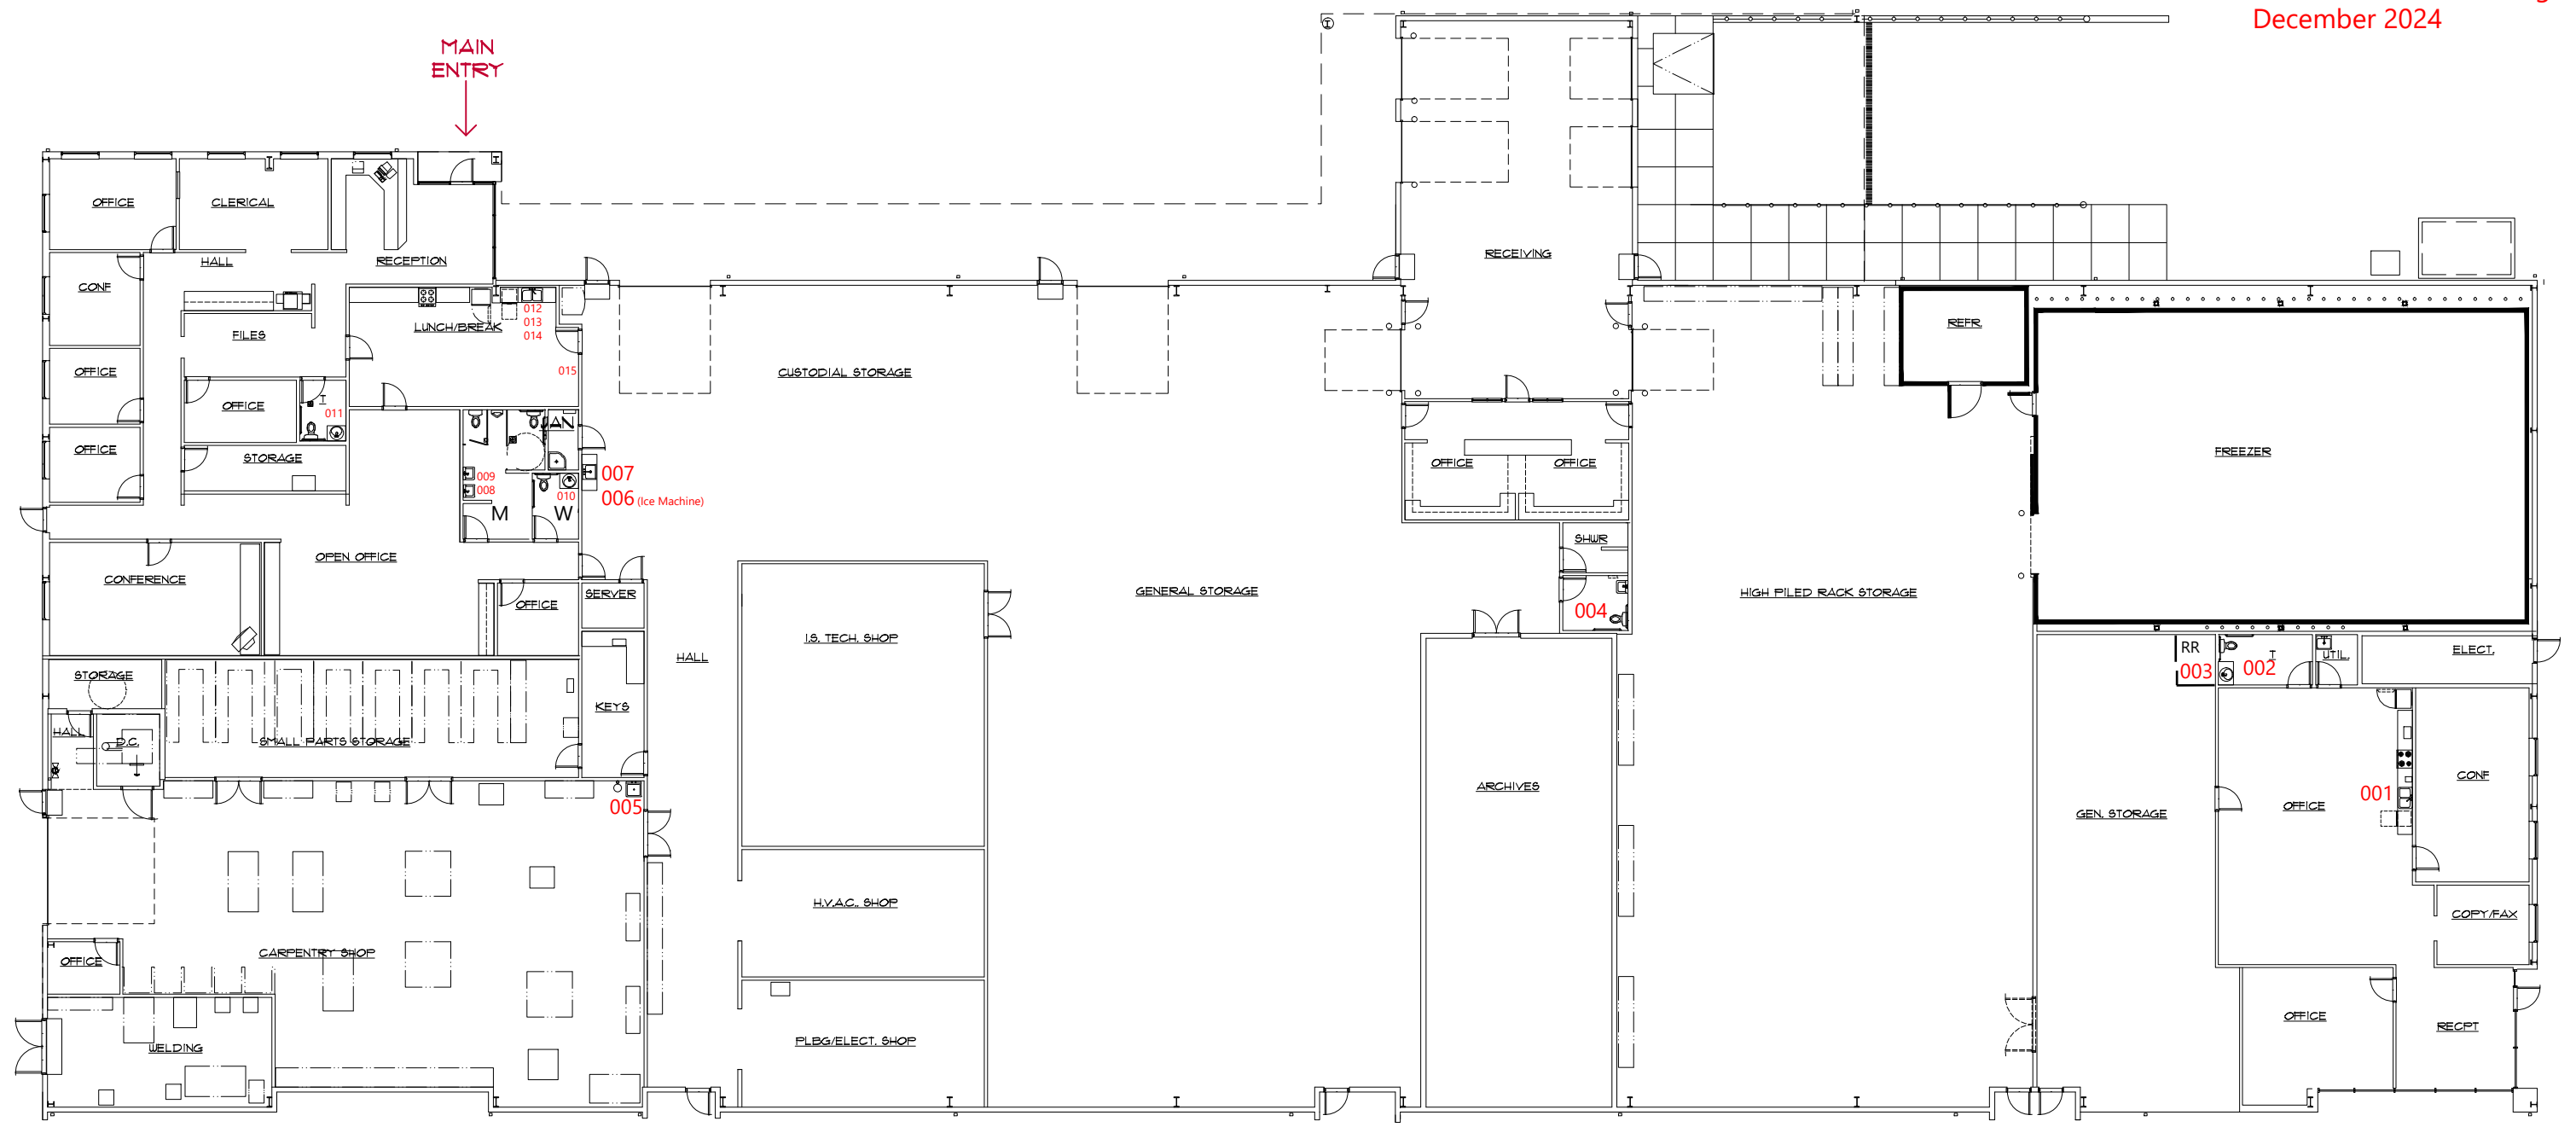 December 2024
MAIN
ENTRY
OFFICE
CLERICAL
HALL
RECEPTION
RECEIVING
CONF
FILES
LUNCH/BREAK
012
013
014
015
CUSTODIAL STORAGE
REFR.
OFFICE
OFFICE
T
011
JAN
OFFICE
STORAGE
009
008
010
M
W
007
006 (Ice Machine)
OFFICE
OFFICE
FREEZER
SHWR
OPEN OFFICE
CONFERENCE
OFFICE
SERVER
GENERAL STORAGE
HIGH PILED RACK STORAGE
004
I.S. TECH. SHOP
HALL
RR
003
002
T
UTIL.
ELECT.
STORAGE
KEYS
HALL
D.C.
SMALL PARTS STORAGE
ARCHIVES
CONF
001
005
OFFICE
GEN. STORAGE
H.V.A.C. SHOP
COPY/FAX
CARPENTRY SHOP
OFFICE
OFFICE
RECPT
WELDING
PLBG/ELECT. SHOP